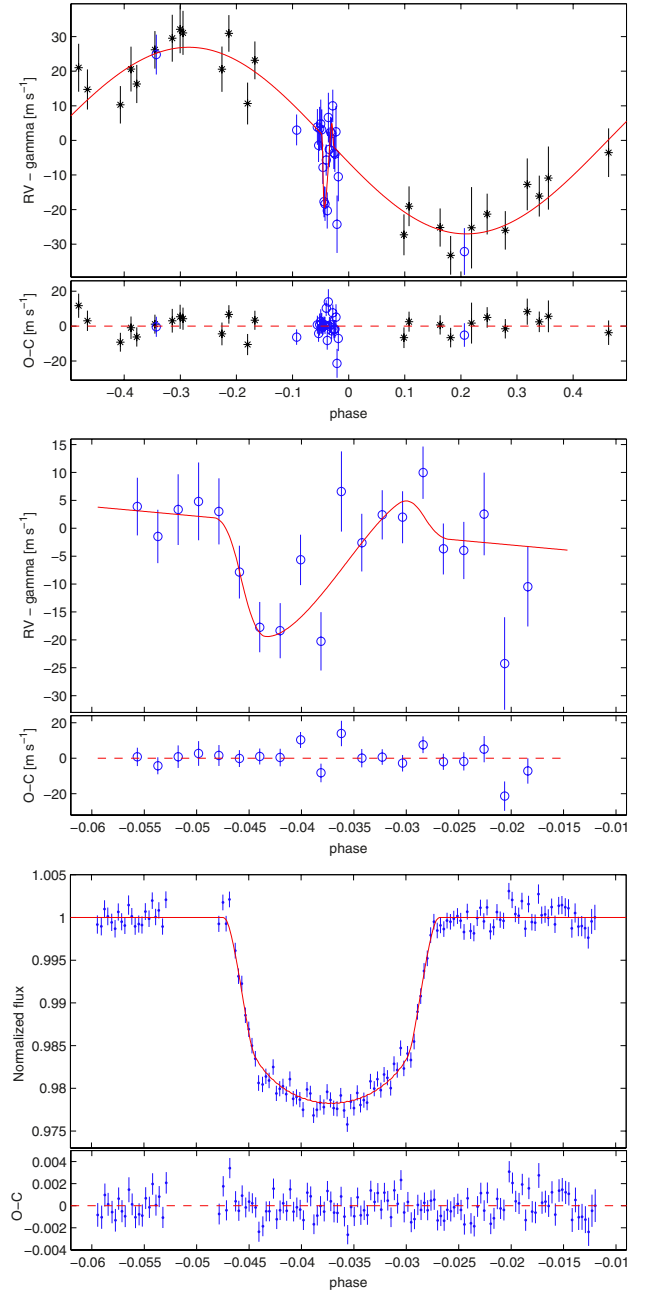 30
20
10
0
−10
−20
−30
RV − gamma [m s⁻¹]
20
0
−20
O−C [m s⁻¹]
−0.4 −0.3 −0.2 −0.1 0 0.1 0.2 0.3 0.4
phase
15
10
5
0
−5
−10
−15
−20
−25
−30
RV − gamma [m s⁻¹]
20
0
−20
O−C [m s⁻¹]
−0.06 −0.055 −0.05 −0.045 −0.04 −0.035 −0.03 −0.025 −0.02 −0.015 −0.01
phase
1.005
1
0.995
0.99
0.985
0.98
0.975
Normalized flux
0.004
0.002
0
−0.002
−0.004
O−C
−0.06 −0.055 −0.05 −0.045 −0.04 −0.035 −0.03 −0.025 −0.02 −0.015 −0.01
phase